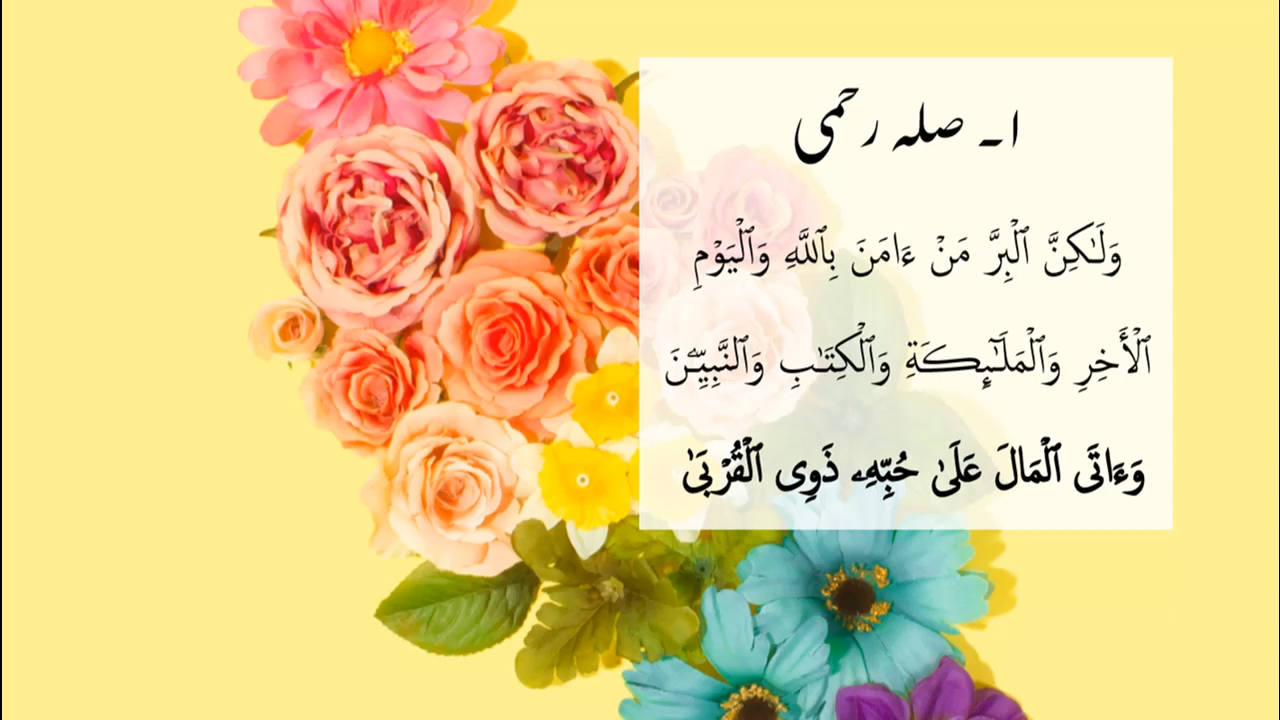 ۱۔ صلہ رحمی
وَلَـٰكِنَّ ٱلْبِرَّ مَنْ ءَامَنَ بِٱللَّهِ وَٱلْيَوْمِ
ٱلْأَخِرِ وَٱلْمَلَـٰٓئِكَةِ وَٱلْكِتَـٰبِ وَٱلنَّبِيِّـۧنَ
وَءَاتَى ٱلْمَالَ عَلَىٰ حُبِّهِۦ ذَوِى ٱلْقُرْبَىٰ